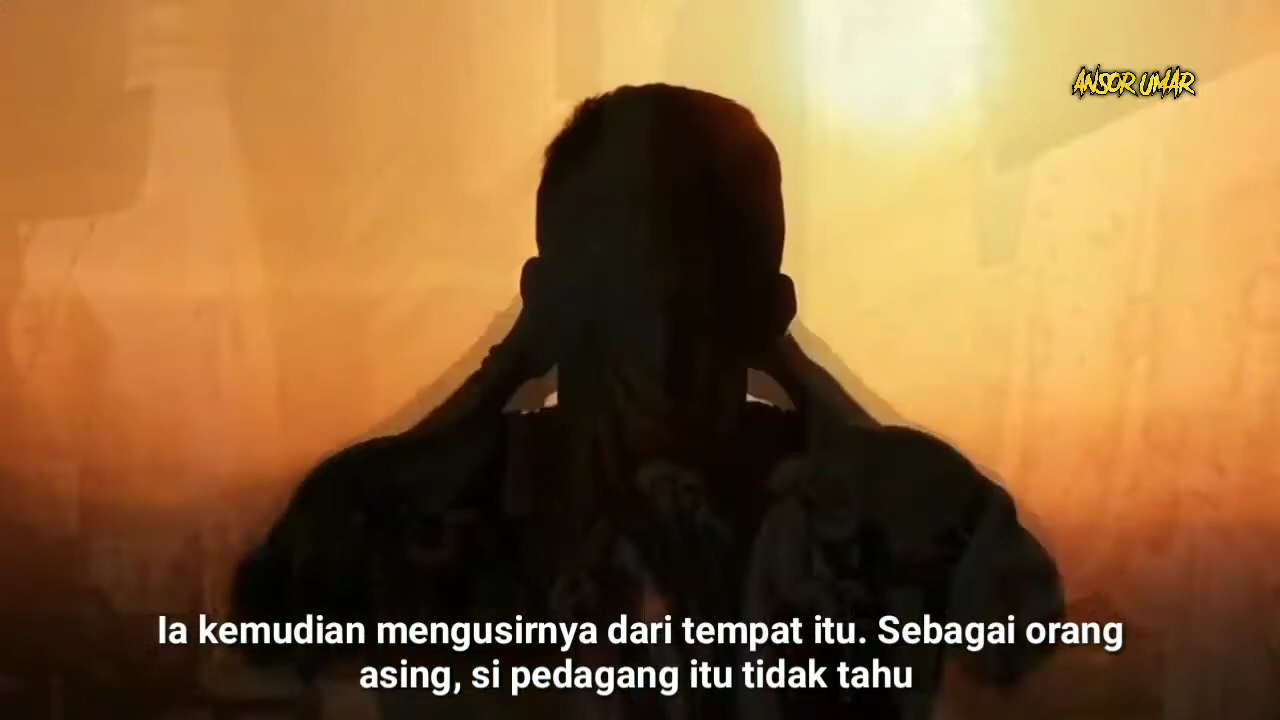 ANSOR UMAR
Ia kemudian mengusirnya dari tempat itu. Sebagai orang
asing, si pedagang itu tidak tahu